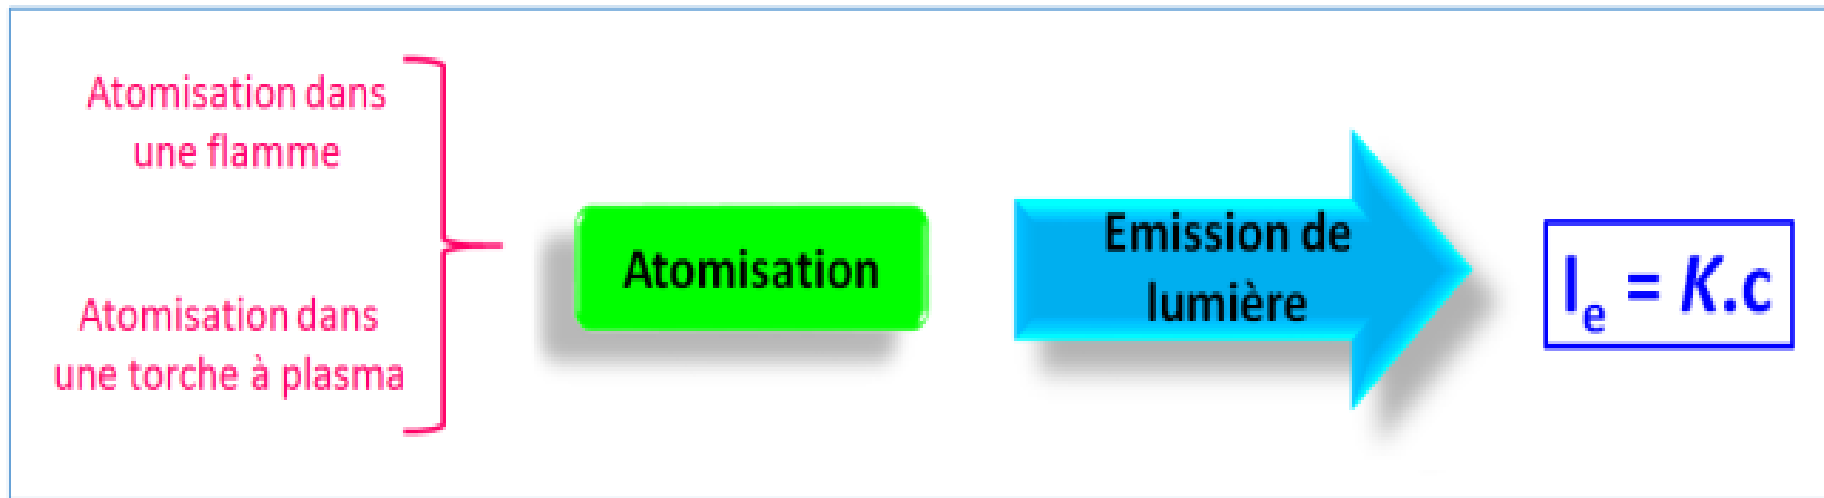 Atomisation dans
une flamme
Atomisation dans
une torche à plasma
Atomisation
Emission de
lumière
Ie = K.c